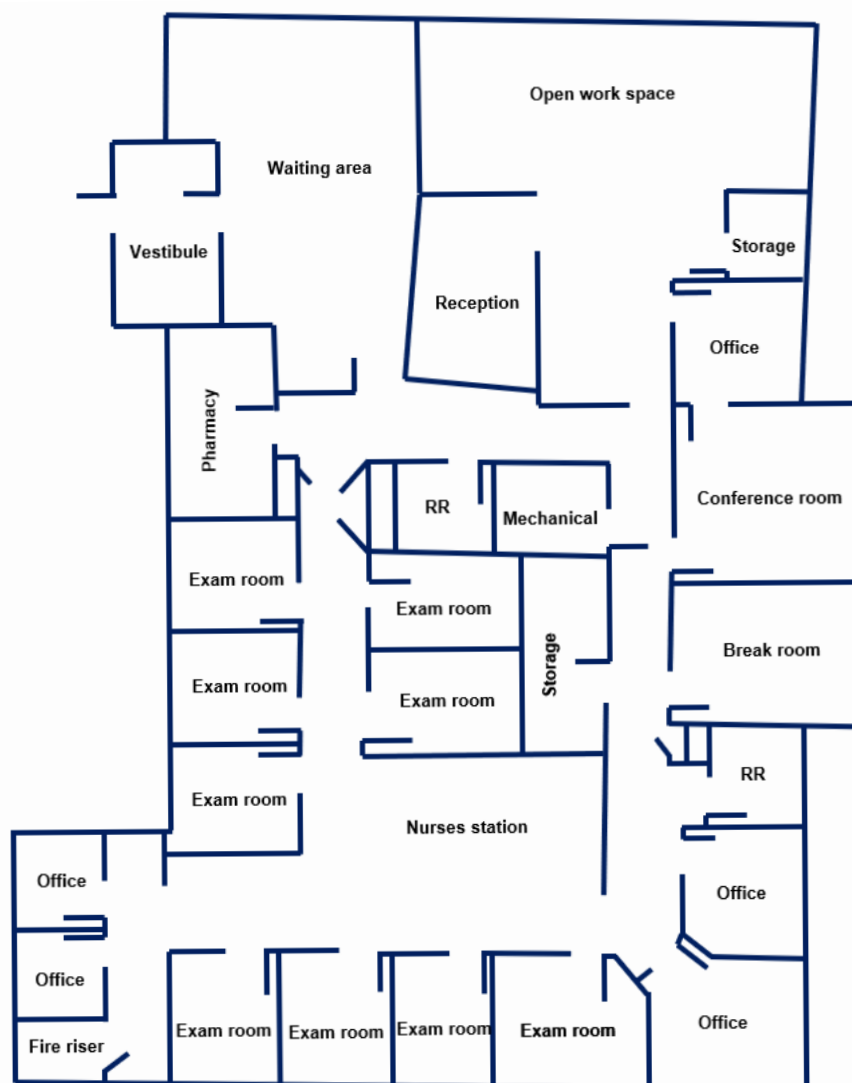 Open work space
Waiting area
Storage
Vestibule
Reception
Office
Pharmacy
Conference room
RR
Mechanical
Exam room
Exam room
Storage
Break room
Exam room
Exam room
RR
Exam room
Nurses station
Office
Office
Office
Office
Exam room
Exam room
Exam room
Exam room
Fire riser